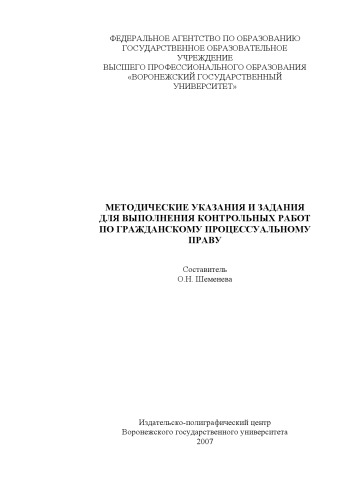 ФЕДЕРАЛЬНОЕ АГЕНТСТВО ПО ОБРАЗОВАНИЮ
ГОСУДАРСТВЕННОЕ ОБРАЗОВАТЕЛЬНОЕ
УЧРЕЖДЕНИЕ
ВЫСШЕГО ПРОФЕССИОНАЛЬНОГО ОБРАЗОВАНИЯ
«ВОРОНЕЖСКИЙ ГОСУДАРСТВЕННЫЙ
УНИВЕРСИТЕТ»
МЕТОДИЧЕСКИЕ УКАЗАНИЯ И ЗАДАНИЯ
ДЛЯ ВЫПОЛНЕНИЯ КОНТРОЛЬНЫХ РАБОТ
ПО ГРАЖДАНСКОМУ ПРОЦЕССУАЛЬНОМУ
ПРАВУ
Составитель
О.Н. Шеменева
Издательско-полиграфический центр
Воронежского государственного университета
2007